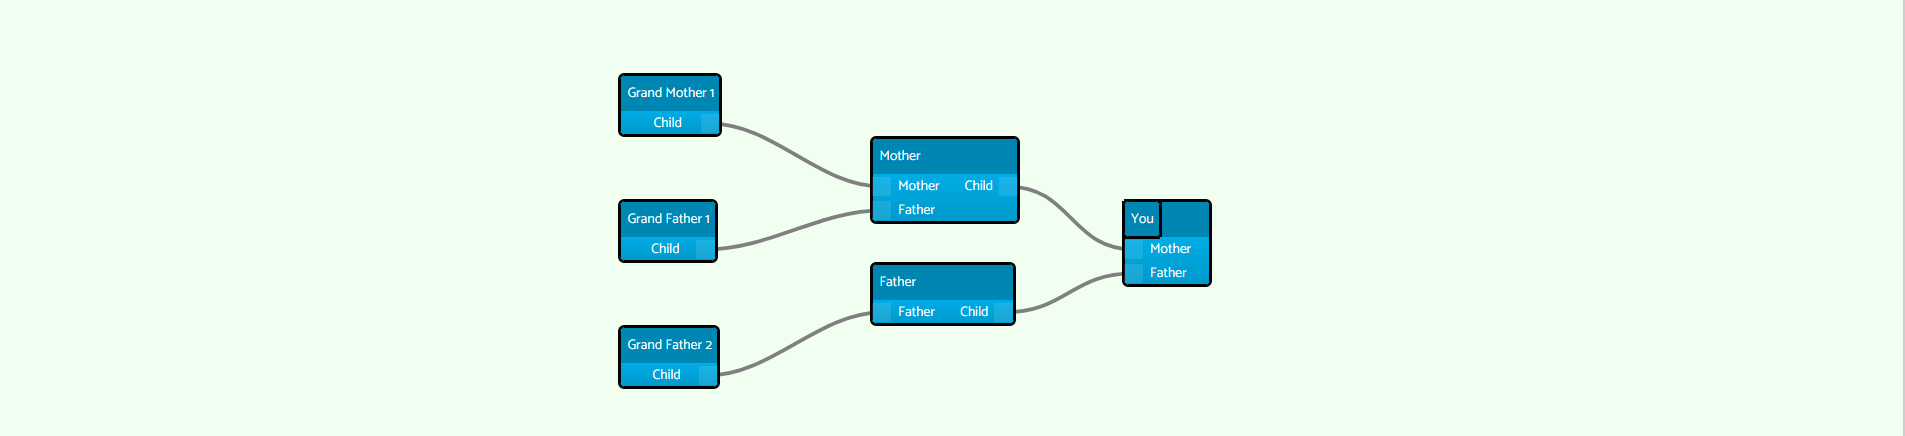 Grand Mother 1
Child
Grand Father 1
Child
Grand Father 2
Child
Mother
Mother Child
Father
Father
Father Child
You
Mother
Father